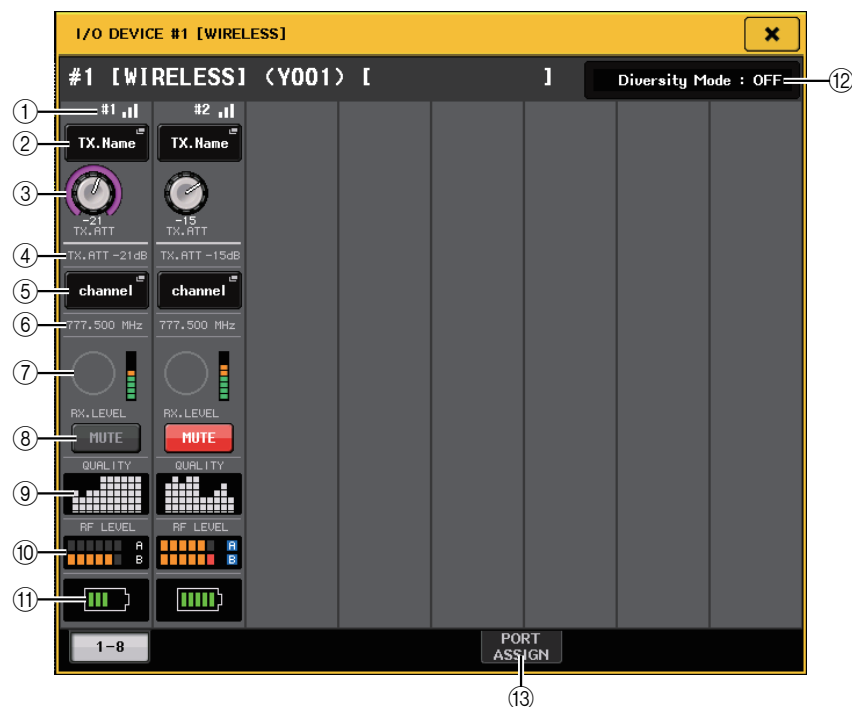 I/O DEVICE #1 [WIRELESS]
#1 [WIRELESS] (Y001) [ ]
Diversity Mode : OFF
⑫
① #1 #2
② TX.Name TX.Name
③ -21 -15
TX.ATT TX.ATT
④ TX.ATT -21dB TX.ATT -15dB
⑤ channel channel
⑥ 777.500 MHz 777.500 MHz
⑦
RX.LEVEL RX.LEVEL
⑧ MUTE MUTE
QUALITY QUALITY
⑨
RF LEVEL RF LEVEL
⑩ A A
B B
⑪
1-8
PORT
ASSIGN
⑬